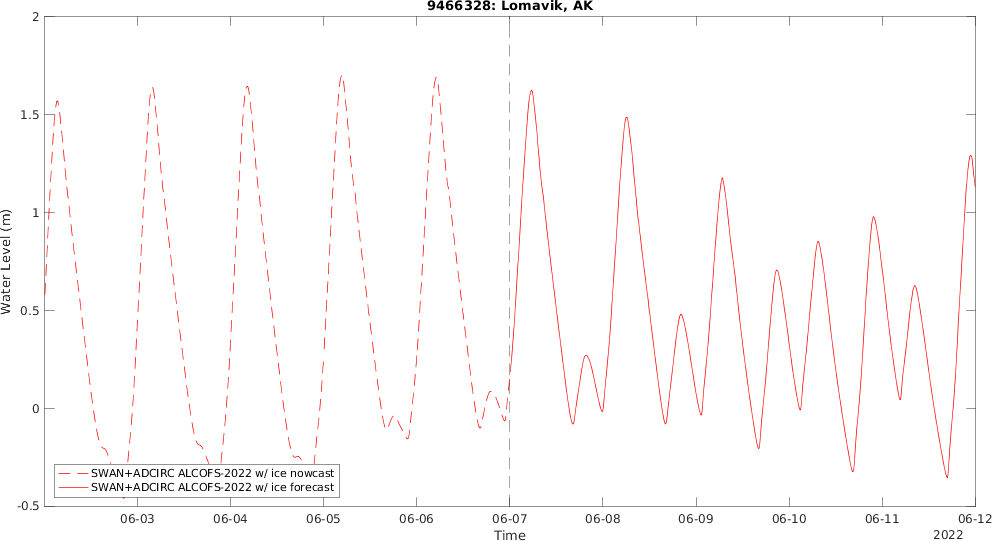 9466328: Lomavik, AK
2
1.5
1
0.5
0
-0.5
Water Level (m)
SWAN+ADCIRC ALCOFS-2022 w/ ice nowcast
SWAN+ADCIRC ALCOFS-2022 w/ ice forecast
06-03 06-04 06-05 06-06 06-07 06-08 06-09 06-10 06-11 06-12
Time
2022